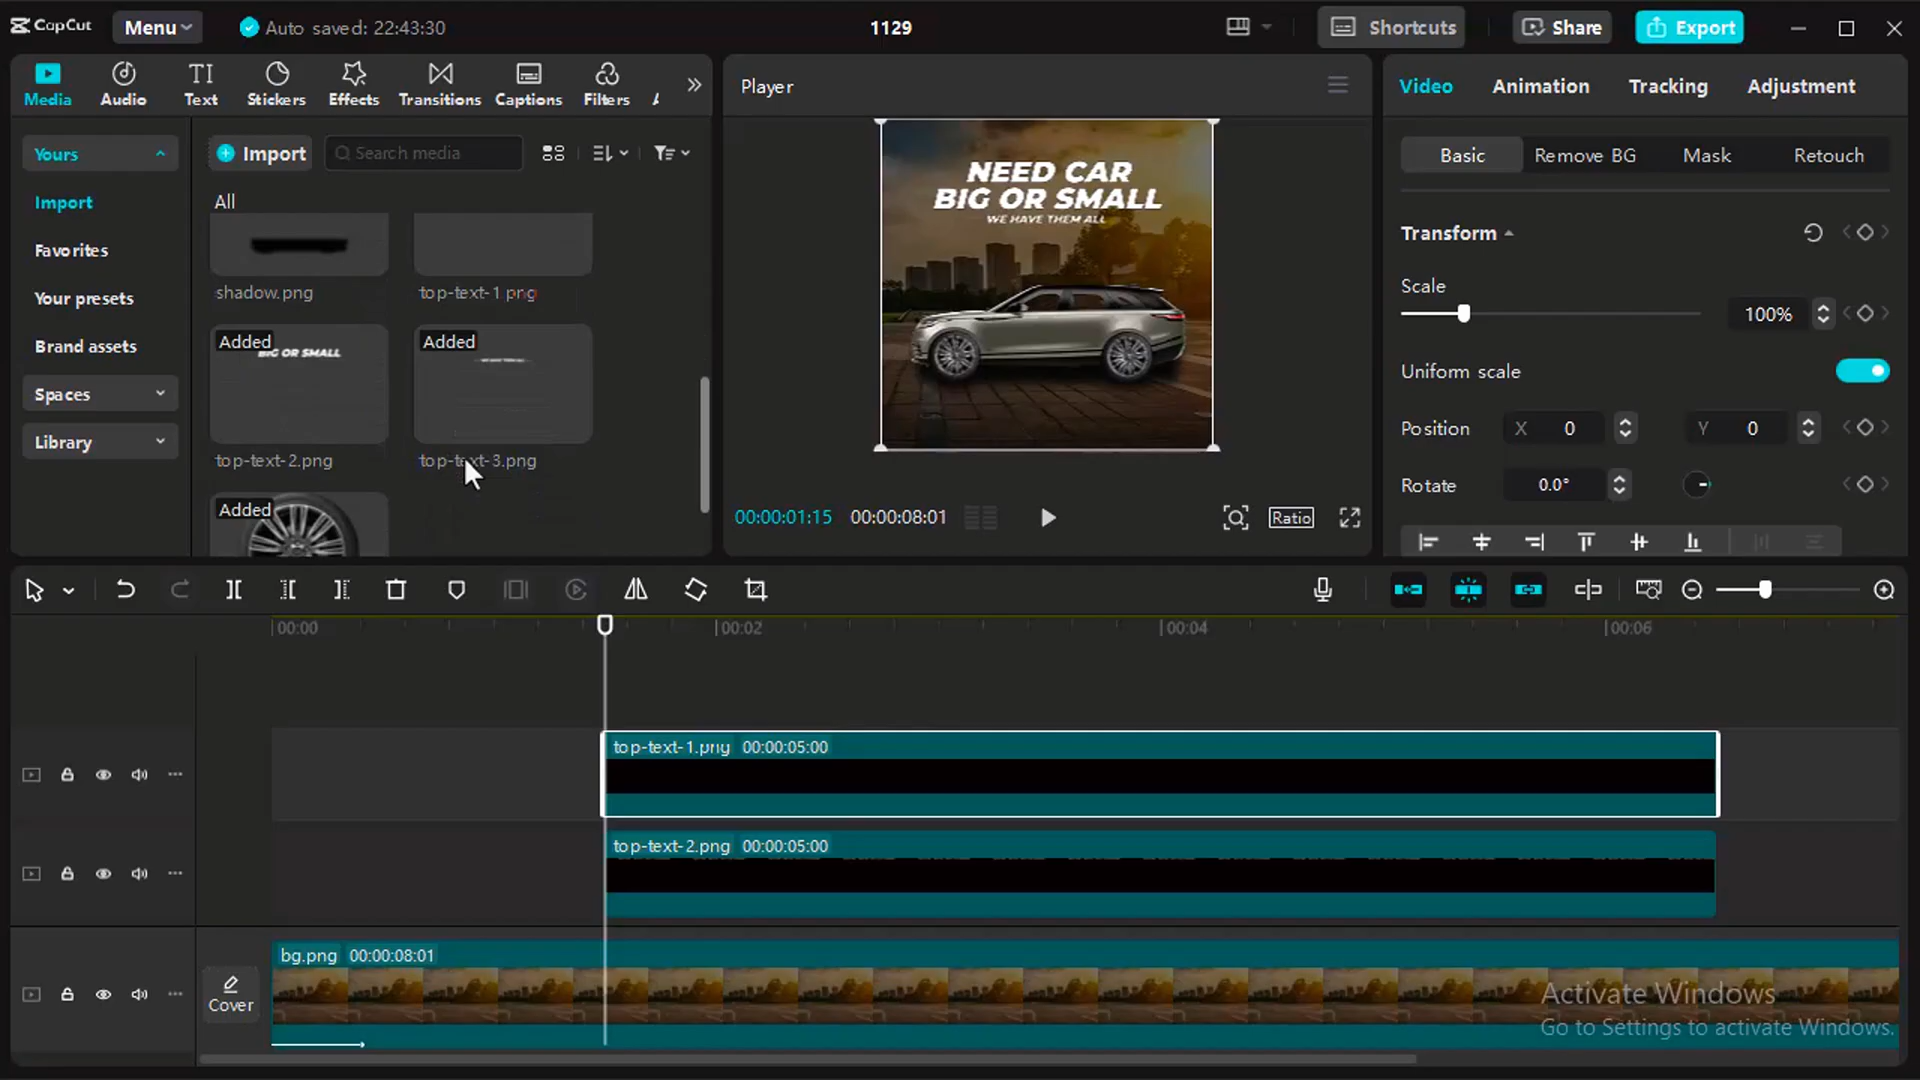 CapCut
Menu
Auto saved: 22:43:30
1129
Shortcuts
Share
Export
Media
Audio
Text
Stickers
Effects
Transitions
Captions
Filters
Player
Video
Animation
Tracking
Adjustment
Yours
Import
Search media
Basic
Remove BG
Mask
Retouch
Import
Favorites
Your presets
Brand assets
Spaces
Library
All
shadow.png
top-text-1.png
Added
BIG OR SMALL
Added
top-text-2.png
top-text-3.png
Added
NEED CAR
BIG OR SMALL
WE HAVE THEM ALL
00:00:01:15
00:00:08:01
Ratio
Transform
Scale
100%
Uniform scale
Position
X 0
Y 0
Rotate
0.0°
00:00
00:02
00:04
00:06
top-text-1.png 00:00:05:00
top-text-2.png 00:00:05:00
Cover
bg.png 00:00:08:01
Activate Windows
Go to Settings to activate Windows.